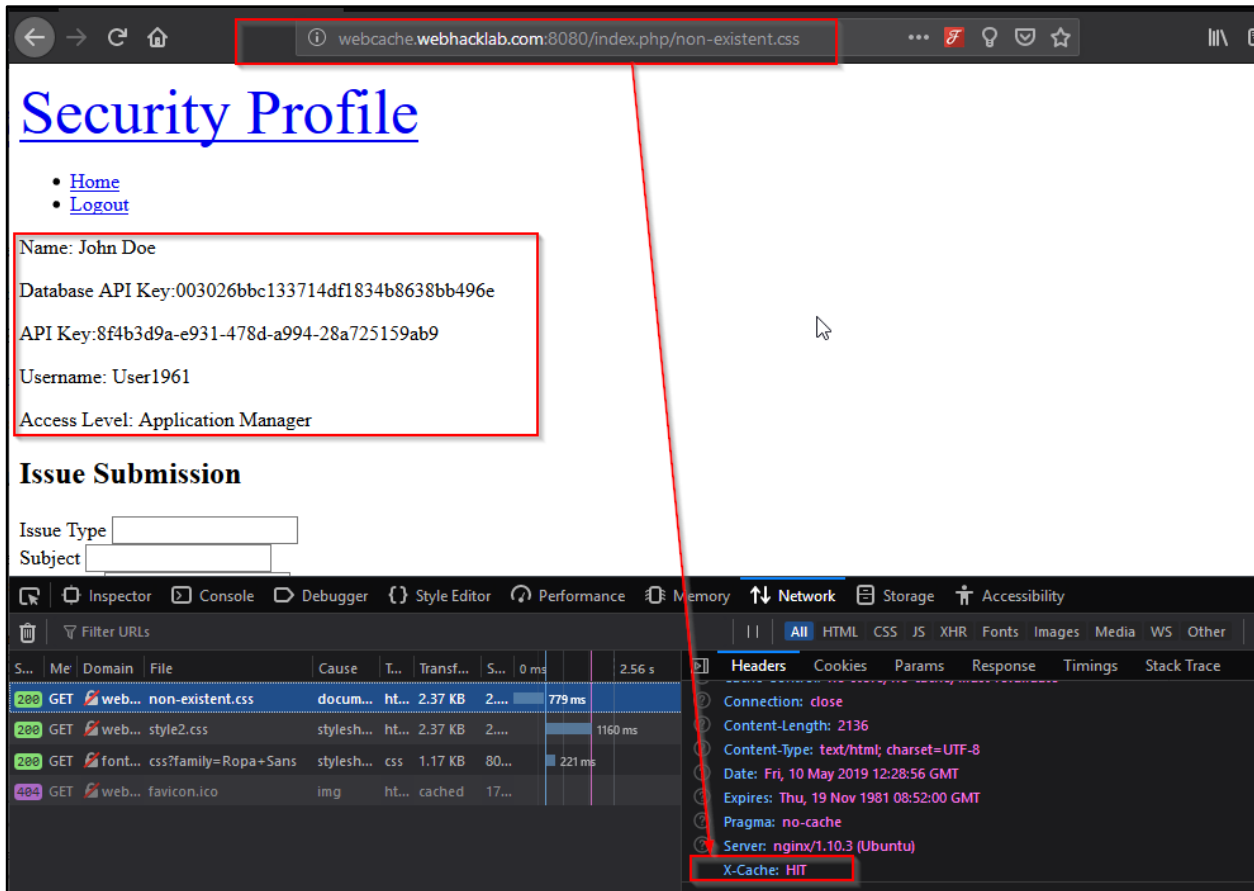 webcache.webhacklab.com:8080/index.php/non-existent.css
Security Profile
Home
Logout
Name: John Doe
Database API Key:003026bbc133714df1834b8638bb496e
API Key:8f4b3d9a-e931-478d-a994-28a725159ab9
Username: User1961
Access Level: Application Manager
Issue Submission
Issue Type
Subject
Inspector Console Debugger {} Style Editor Performance Memory Network Storage Accessibility
Filter URLs
All HTML CSS JS XHR Fonts Images Media WS Other
S... Me Domain File Cause T... Transf... S... 0 ms 2.56 s
Headers Cookies Params Response Timings Stack Trace
200 GET web... non-existent.css docum... ht... 2.37 KB 2.... 779 ms
200 GET web... style2.css stylesh... ht... 2.37 KB 2.... 1160 ms
200 GET font... css?family=Ropa+Sans stylesh... css 1.17 KB 80... 221 ms
404 GET web... favicon.ico img ht... cached 17...
Connection: close
Content-Length: 2136
Content-Type: text/html; charset=UTF-8
Date: Fri, 10 May 2019 12:28:56 GMT
Expires: Thu, 19 Nov 1981 08:52:00 GMT
Pragma: no-cache
Server: nginx/1.10.3 (Ubuntu)
X-Cache: HIT